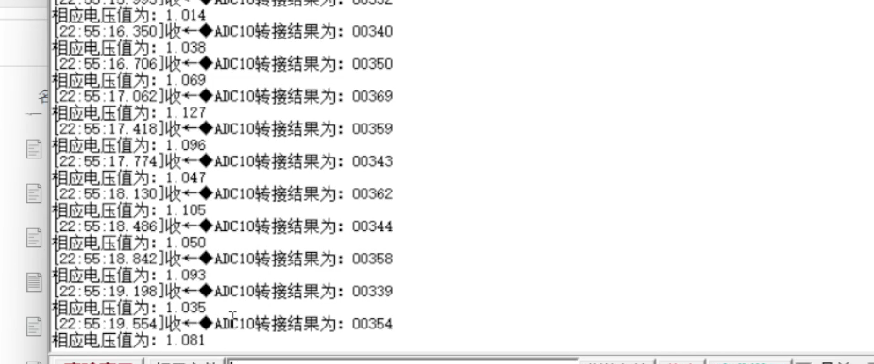 相应电压值为: 1.014
[22:55:16.350]收←◆ADC10转接结果为: 00340
相应电压值为: 1.038
[22:55:16.706]收←◆ADC10转接结果为: 00350
相应电压值为: 1.069
[22:55:17.062]收←◆ADC10转接结果为: 00369
相应电压值为: 1.127
[22:55:17.418]收←◆ADC10转接结果为: 00359
相应电压值为: 1.096
[22:55:17.774]收←◆ADC10转接结果为: 00343
相应电压值为: 1.047
[22:55:18.130]收←◆ADC10转接结果为: 00362
相应电压值为: 1.105
[22:55:18.486]收←◆ADC10转接结果为: 00344
相应电压值为: 1.050
[22:55:18.842]收←◆ADC10转接结果为: 00358
相应电压值为: 1.093
[22:55:19.198]收←◆ADC10转接结果为: 00339
相应电压值为: 1.035
[22:55:19.554]收←◆ADC10转接结果为: 00354
相应电压值为: 1.081